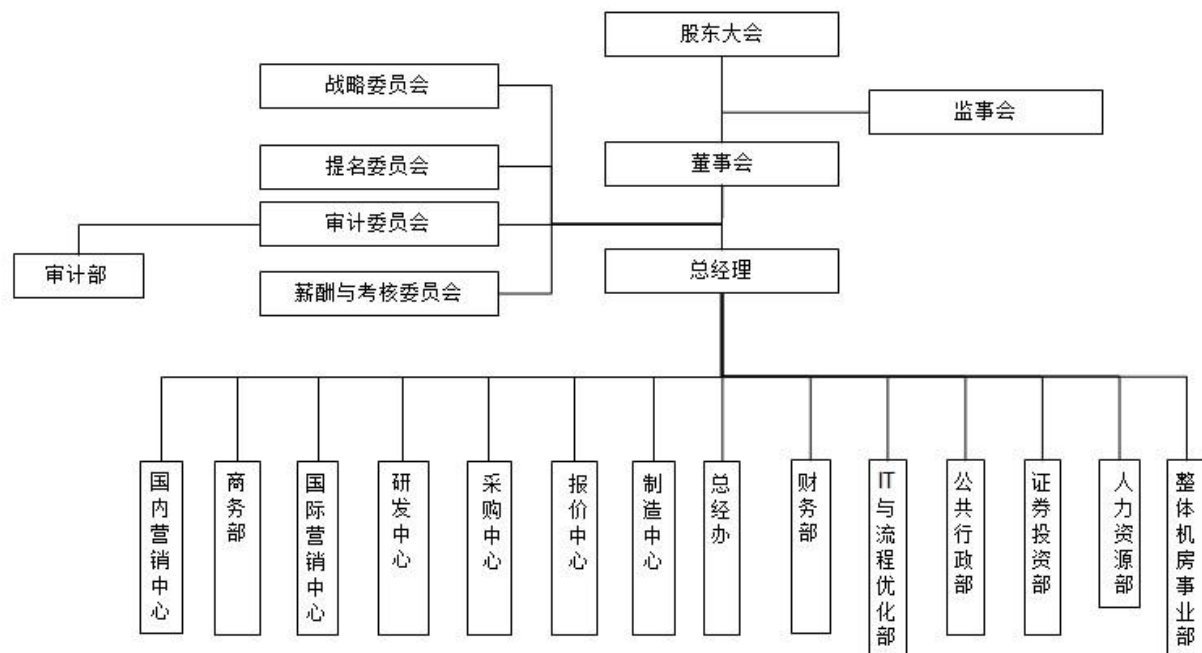 股东大会
战略委员会
监事会
提名委员会
董事会
审计委员会
审计部
总经理
薪酬与考核委员会
国内营销中心
商务部
国际营销中心
研发中心
采购中心
报价中心
制造中心
总经办
财务部
IT与流程优化部
公共行政部
证券投资部
人力资源部
整体机房事业部